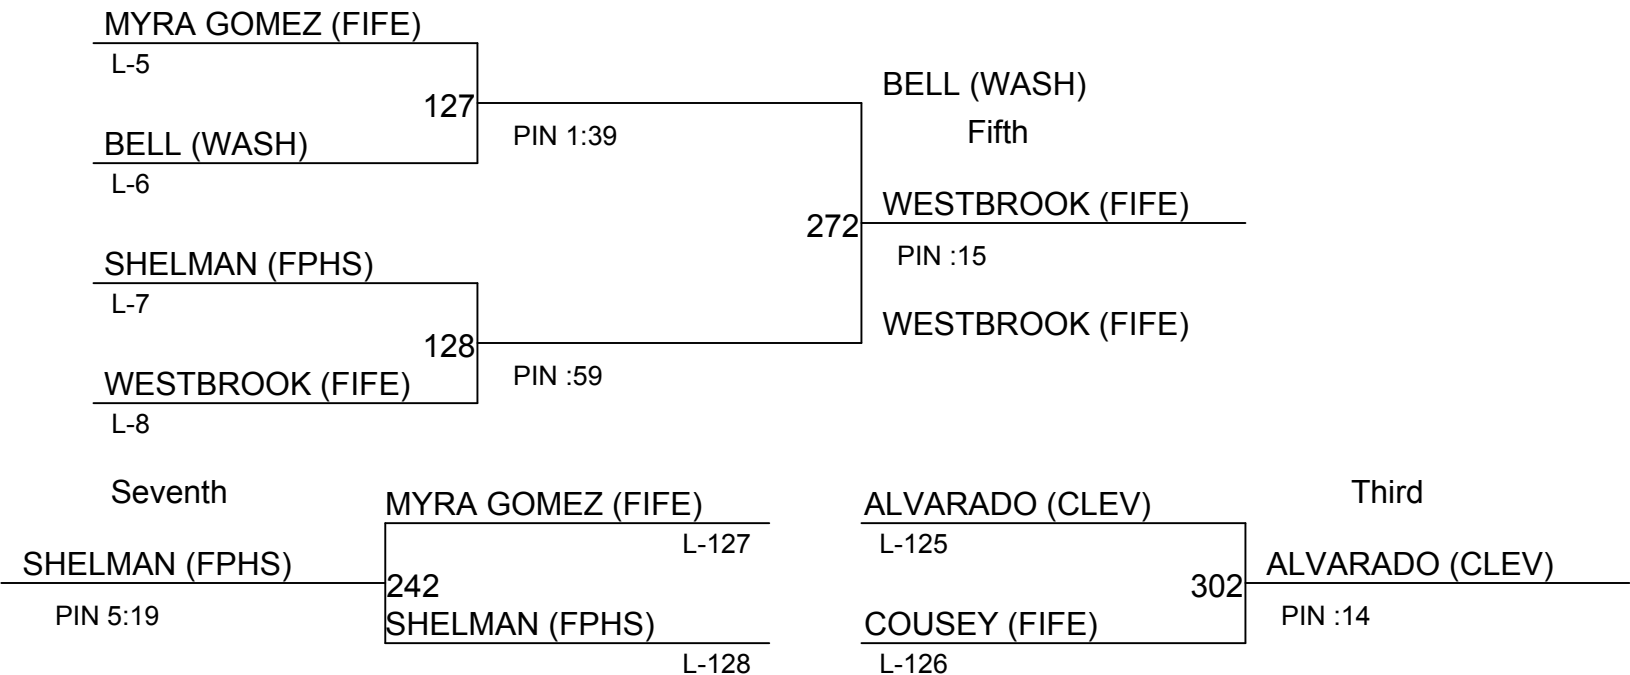 MYRA GOMEZ (FIFE)
L-5
127
BELL (WASH)
L-6
PIN 1:39
SHELMAN (FPHS)
L-7
128
WESTBROOK (FIFE)
L-8
PIN :59
BELL (WASH)
Fifth
272
WESTBROOK (FIFE)
PIN :15
WESTBROOK (FIFE)
Seventh
SHELMAN (FPHS)
PIN 5:19
MYRA GOMEZ (FIFE)
L-127
242
SHELMAN (FPHS)
L-128
ALVARADO (CLEV)
L-125
302
COUSEY (FIFE)
L-126
Third
ALVARADO (CLEV)
PIN :14